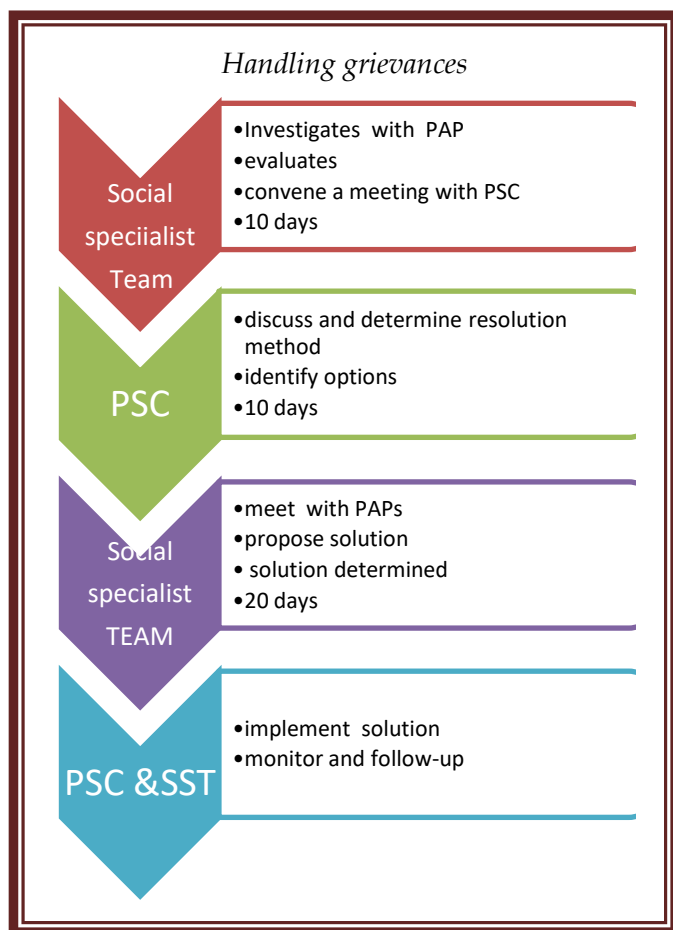 Handling grievances
Social
speciialist
Team
•Investigates with PAP
•evaluates
•convene a meeting with PSC
•10 days
PSC
•discuss and determine resolution
method
•identify options
•10 days
Social
specialist
TEAM
•meet with PAPs
•propose solution
• solution determined
•20 days
PSC &SST
•implement solution
•monitor and follow-up